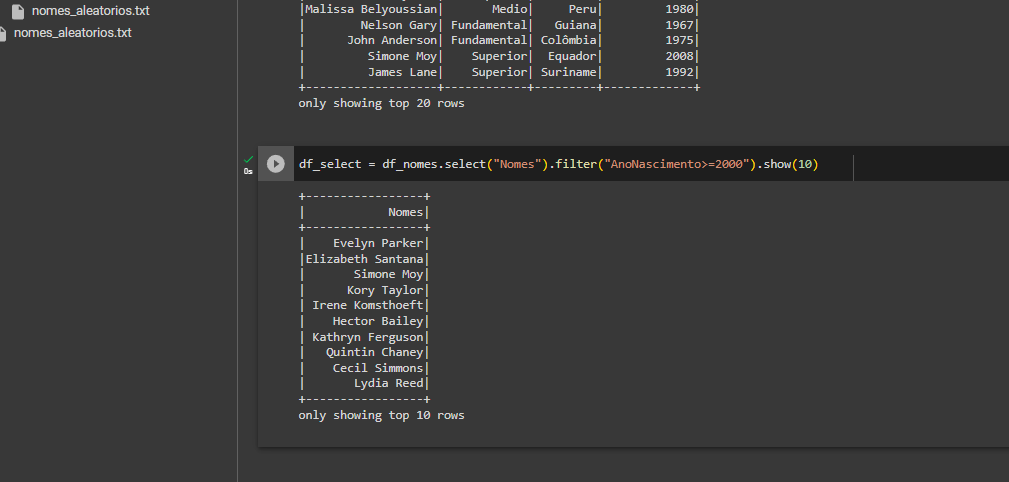 nomes_aleatorios.txt
nomes_aleatorios.txt
|Malissa Belyoussian|       Medio|     Peru|         1980|
|        Nelson Gary| Fundamental|   Guiana|         1967|
|      John Anderson| Fundamental| Colômbia|         1975|
|         Simone Moy|    Superior|  Equador|         2008|
|         James Lane|    Superior| Suriname|         1992|
+-------------------+------------+---------+-------------+
only showing top 20 rows
0s
df_select = df_nomes.select("Nomes").filter("AnoNascimento>=2000").show(10)
+-----------------+
|            Nomes|
+-----------------+
|    Evelyn Parker|
|Elizabeth Santana|
|       Simone Moy|
|      Kory Taylor|
| Irene Komsthoeft|
|    Hector Bailey|
| Kathryn Ferguson|
|   Quintin Chaney|
|    Cecil Simmons|
|       Lydia Reed|
+-----------------+
only showing top 10 rows